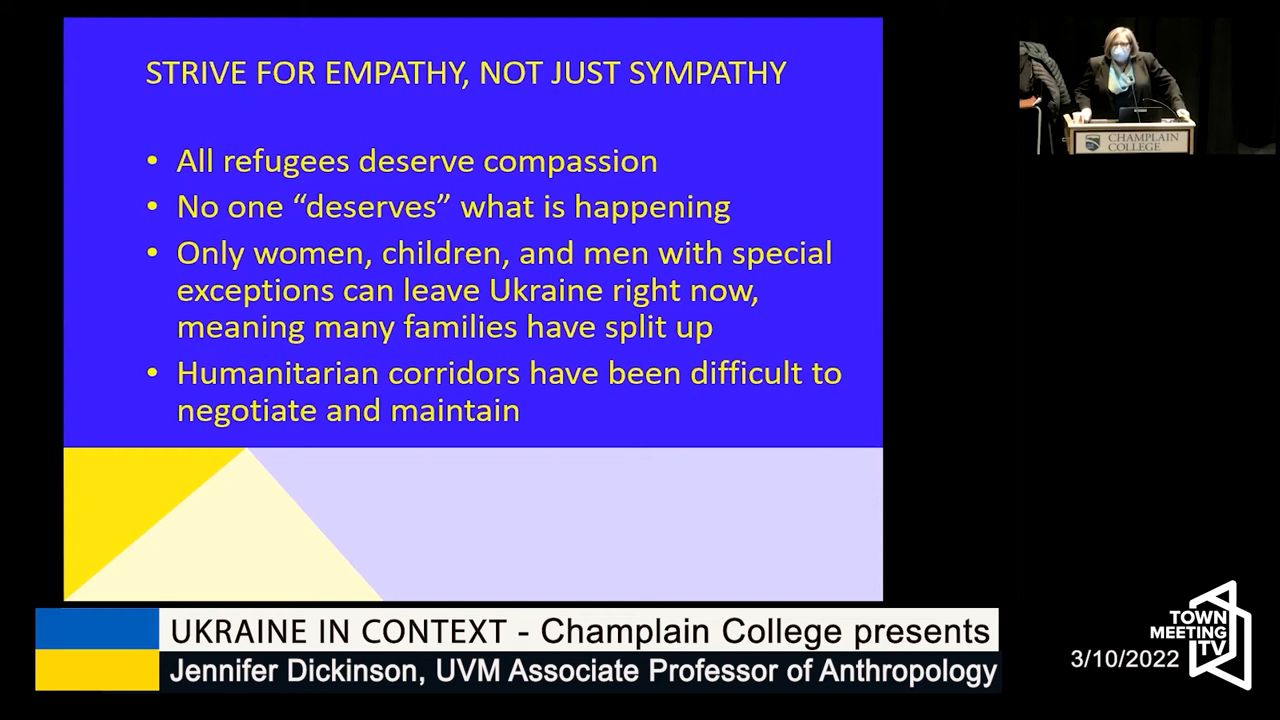 STRIVE FOR EMPATHY, NOT JUST SYMPATHY
• All refugees deserve compassion
• No one “deserves” what is happening
• Only women, children, and men with special
exceptions can leave Ukraine right now,
meaning many families have split up
• Humanitarian corridors have been difficult to
negotiate and maintain
CHAMPLAIN
COLLEGE
UKRAINE IN CONTEXT - Champlain College presents
Jennifer Dickinson, UVM Associate Professor of Anthropology
3/10/2022
TOWN
MEETING
TV